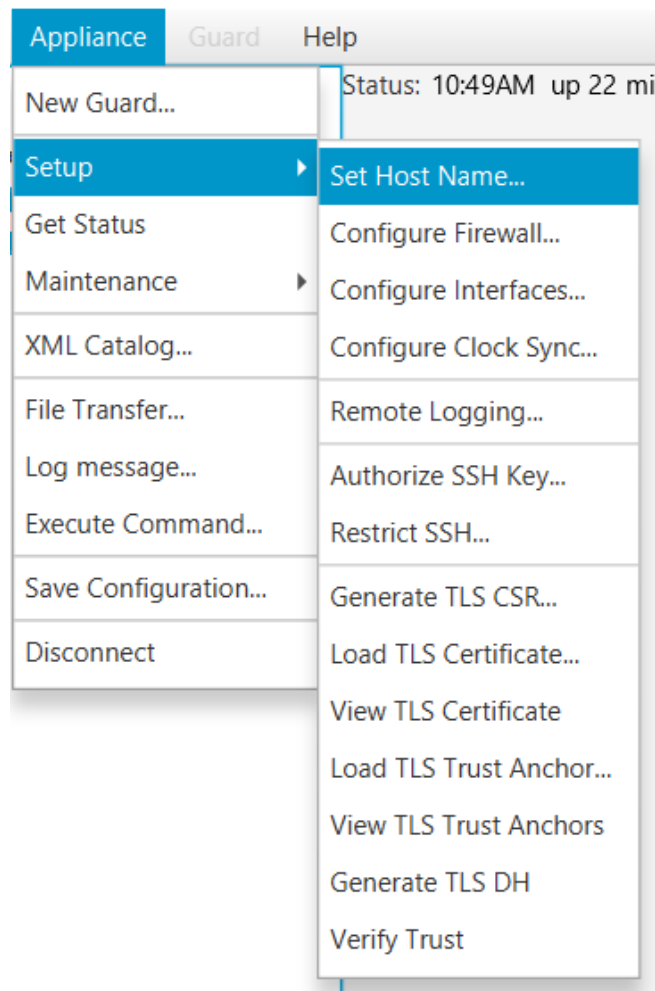 Appliance Guard Help
Status: 10:49AM up 22 mi
New Guard...
Setup
Get Status
Maintenance
XML Catalog...
File Transfer...
Log message...
Execute Command...
Save Configuration...
Disconnect
Set Host Name...
Configure Firewall...
Configure Interfaces...
Configure Clock Sync...
Remote Logging...
Authorize SSH Key...
Restrict SSH...
Generate TLS CSR...
Load TLS Certificate...
View TLS Certificate
Load TLS Trust Anchor...
View TLS Trust Anchors
Generate TLS DH
Verify Trust